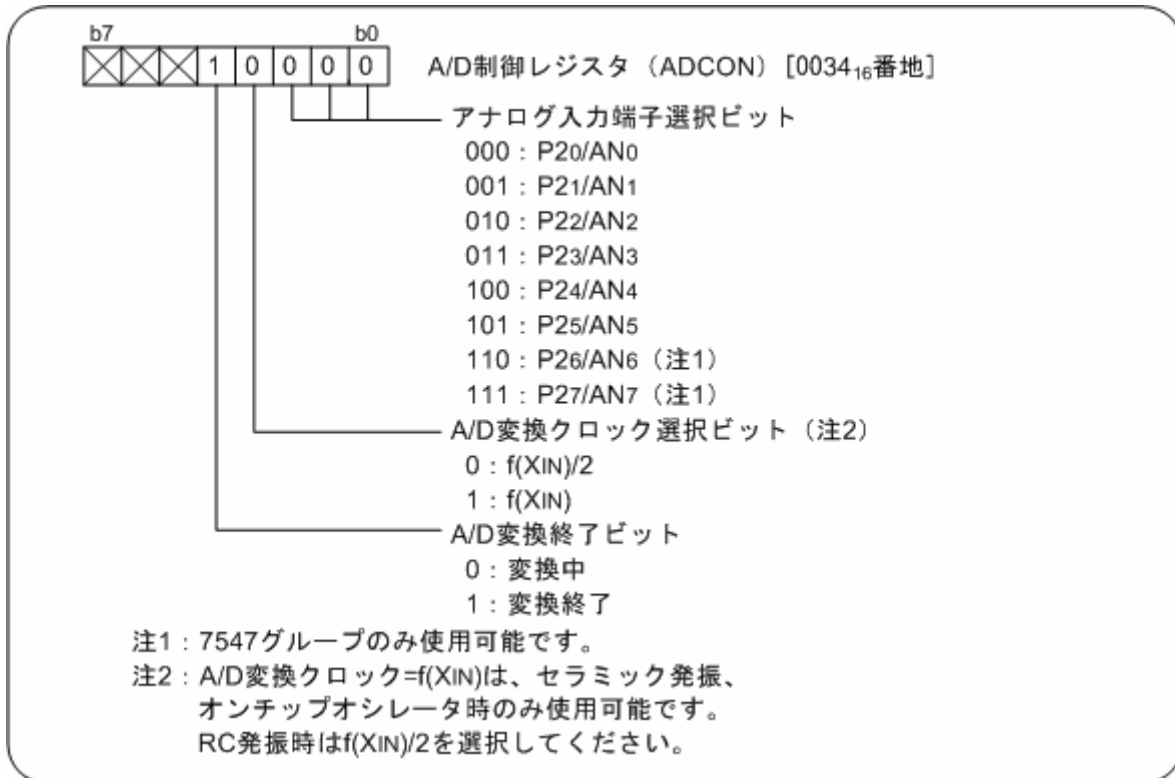 b7 b0
1 0 0 0 0 A/D制御レジスタ（ADCON）[0034₁₆番地]
アナログ入力端子選択ビット
000：P20/AN0
001：P21/AN1
010：P22/AN2
011：P23/AN3
100：P24/AN4
101：P25/AN5
110：P26/AN6（注1）
111：P27/AN7（注1）
A/D変換クロック選択ビット（注2）
0：f(XIN)/2
1：f(XIN)
A/D変換終了ビット
0：変換中
1：変換終了
注1：7547グループのみ使用可能です。
注2：A/D変換クロック=f(XIN)は、セラミック発振、
オンチップオシレータ時のみ使用可能です。
RC発振時はf(XIN)/2を選択してください。